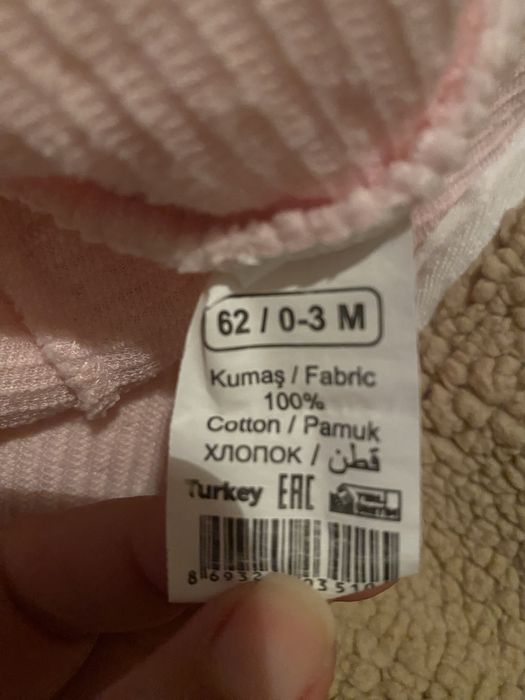 62 / 0-3 M
Kumaş / Fabric
100%
Cotton / Pamuk
ХЛОПОК / قطن
Turkey EAC